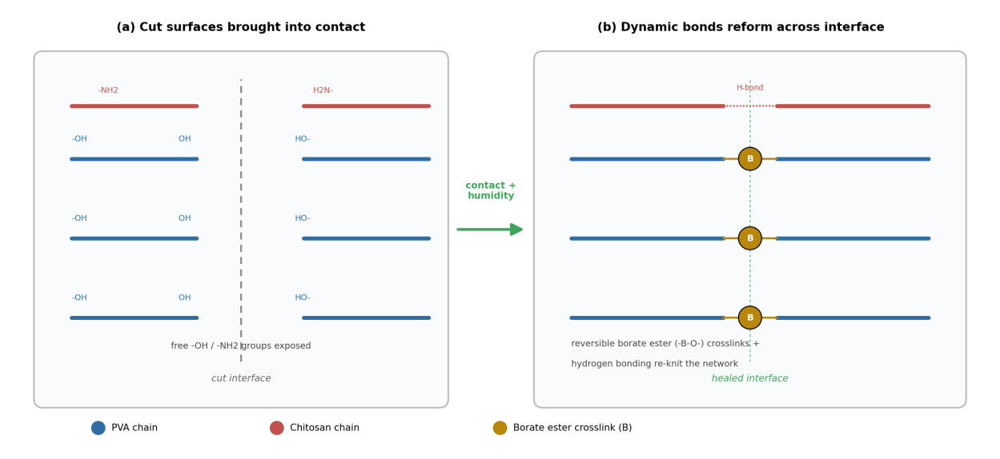 (a) Cut surfaces brought into contact
-NH2 H2N-
-OH OH HO-
-OH OH HO-
-OH OH HO-
free -OH / -NH2 groups exposed
cut interface
contact +
humidity
(b) Dynamic bonds reform across interface
H-bond
B
B
B
reversible borate ester (-B-O-) crosslinks +
hydrogen bonding re-knit the network
healed interface
PVA chain
Chitosan chain
Borate ester crosslink (B)